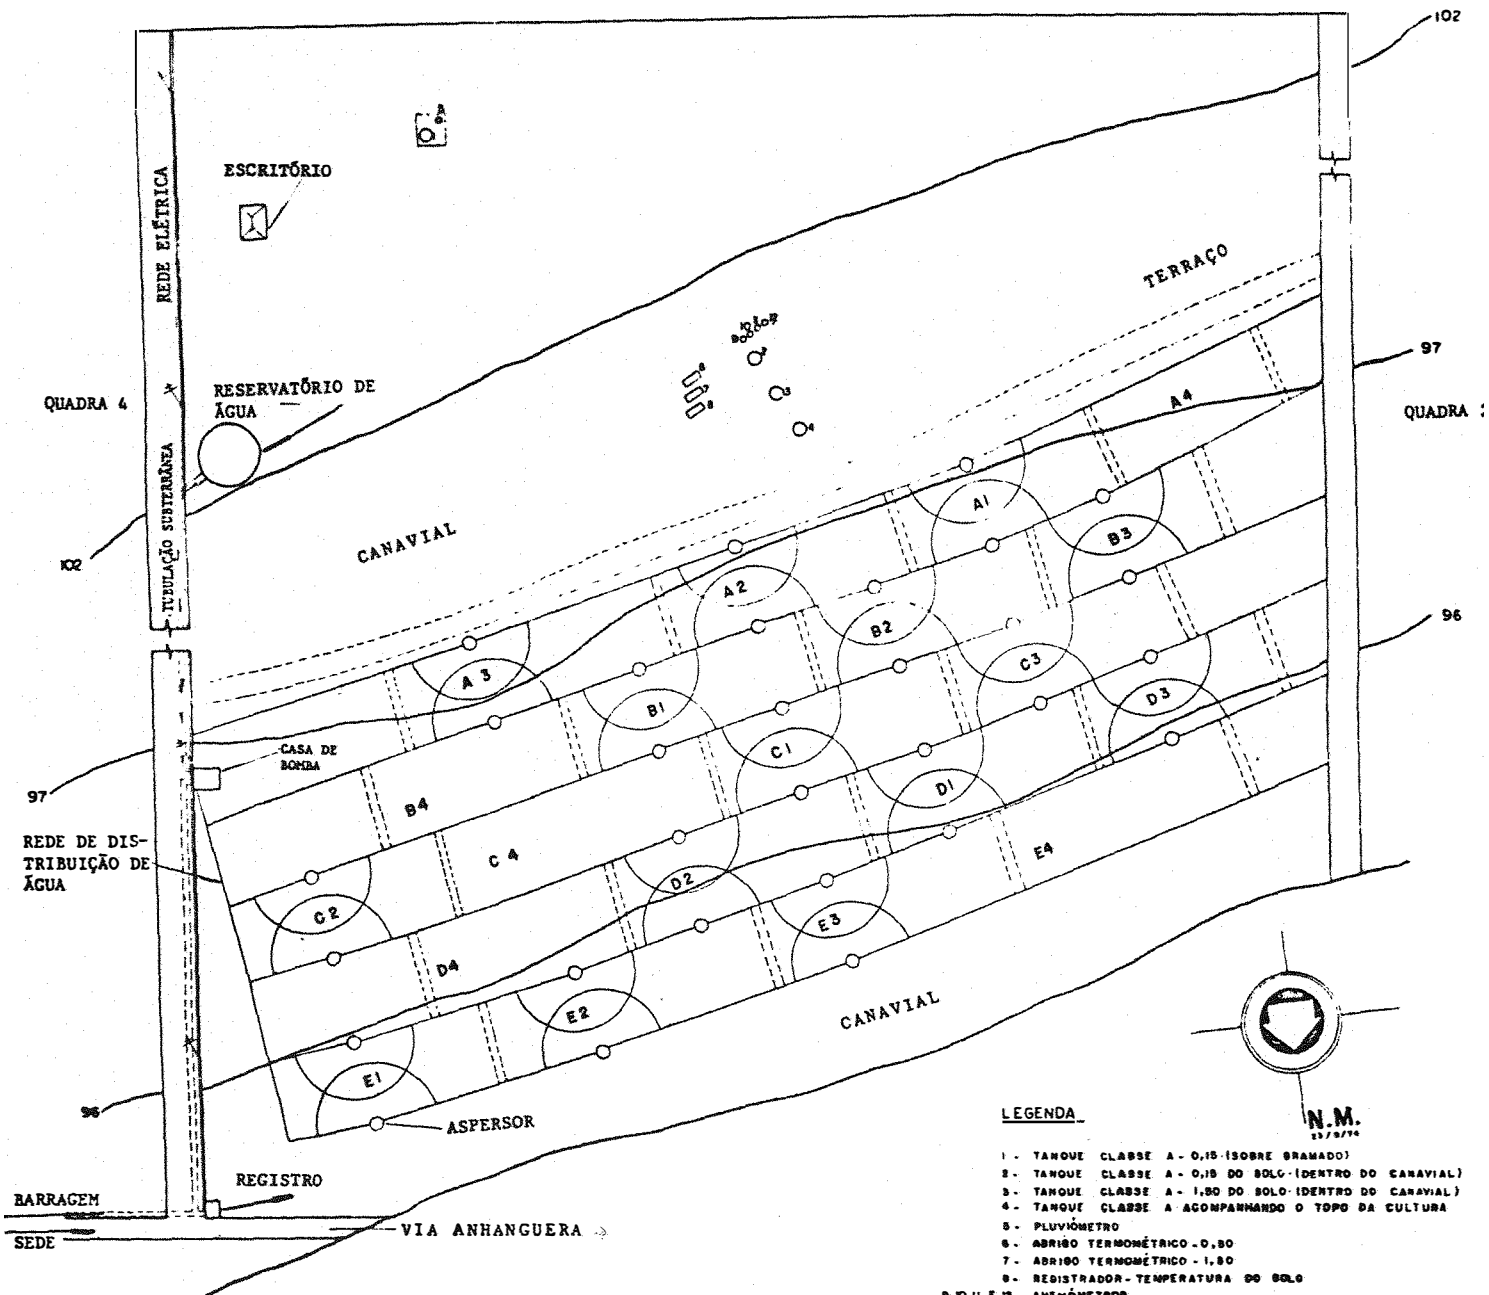 102
ESCRITÓRIO
REDE ELÉTRICA
TERRAÇO
97
QUADRA 4
RESERVATÓRIO DE
ÁGUA
A4
QUADRA
2
3
4
TUBULAÇÃO SUBTERRÂNEA
CANAVIAL
A1
B3
102
A2
B2
96
A3
B1
C3
D3
CASA DE
BOMBA
C1
97
B4
D1
REDE DE DIS-
TRIBUIÇÃO DE
ÁGUA
C4
E4
D2
C2
E3
D4
E2
CANAVIAL
96
E1
ASPERSOR
LEGENDA
N.M.
1 - TANQUE CLASSE A - 0,15 (SOBRE GRAMADO)
2 - TANQUE CLASSE A - 0,15 DO SOLO (DENTRO DO CANAVIAL)
3 - TANQUE CLASSE A - 1,50 DO SOLO (DENTRO DO CANAVIAL)
4 - TANQUE CLASSE A ACOMPANHANDO O TOPO DA CULTURA
5 - PLUVIÔMETRO
6 - ABRIGO TERMOMÉTRICO - 0,50
7 - ABRIGO TERMOMÉTRICO - 1,50
8 - REGISTRADOR - TEMPERATURA DO SOLO
REGISTRO
BARRAGEM
VIA ANHANGUERA
SEDE